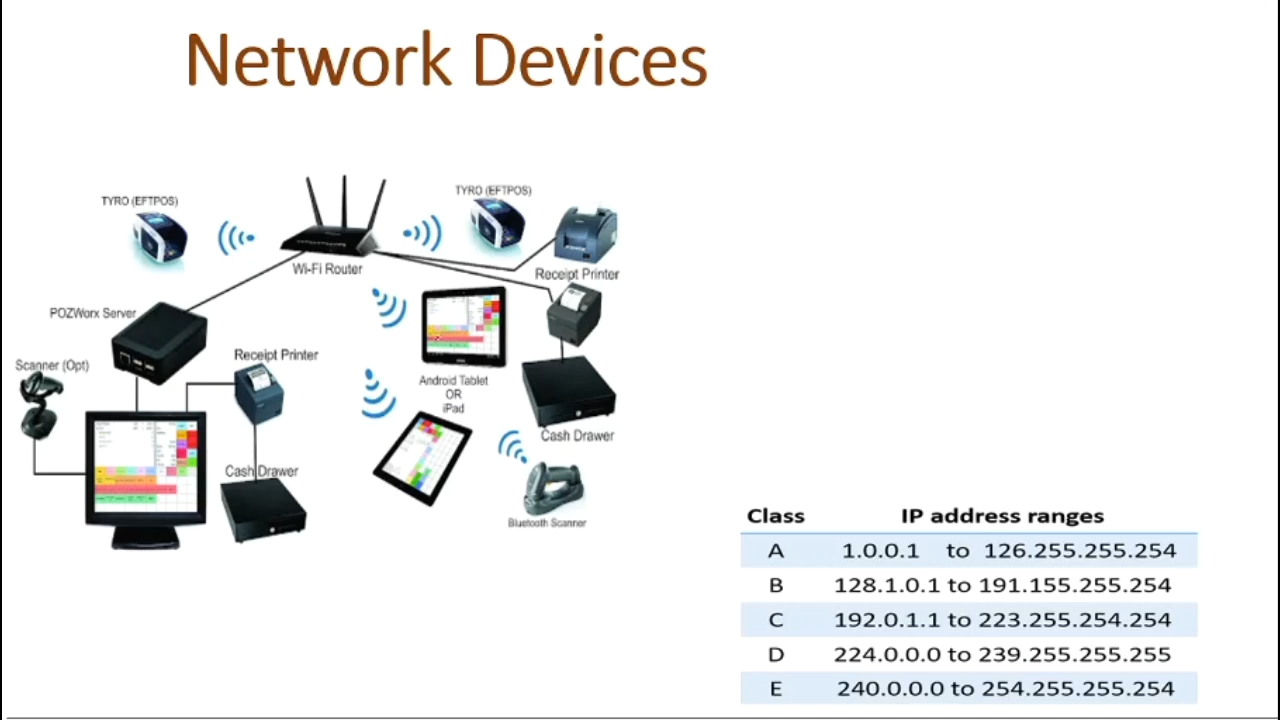 Network Devices
TYRO (EFTPOS)
TYRO (EFTPOS)
Wi-Fi Router
Receipt Printer
POZWorx Server
Scanner (Opt)
Receipt Printer
Android Tablet
OR
iPad
Cash Drawer
Cash Drawer
Bluetooth Scanner
Class IP address ranges
A 1.0.0.1 to 126.255.255.254
B 128.1.0.1 to 191.155.255.254
C 192.0.1.1 to 223.255.254.254
D 224.0.0.0 to 239.255.255.255
E 240.0.0.0 to 254.255.255.254